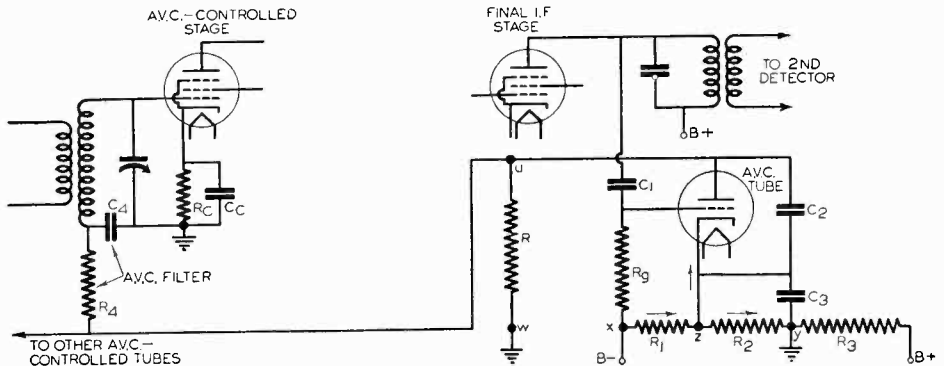 A.V.C.-CONTROLLED
STAGE
FINAL I.F
STAGE
TO 2ND
DETECTOR
B+
A.V.C.
TUBE
u
C1
C2
C4
RC
CC
R
Rg
C3
A.V.C. FILTER
R4
w
x
R1
z
R2
y
R3
B-
B+
TO OTHER A.V.C.-
CONTROLLED TUBES